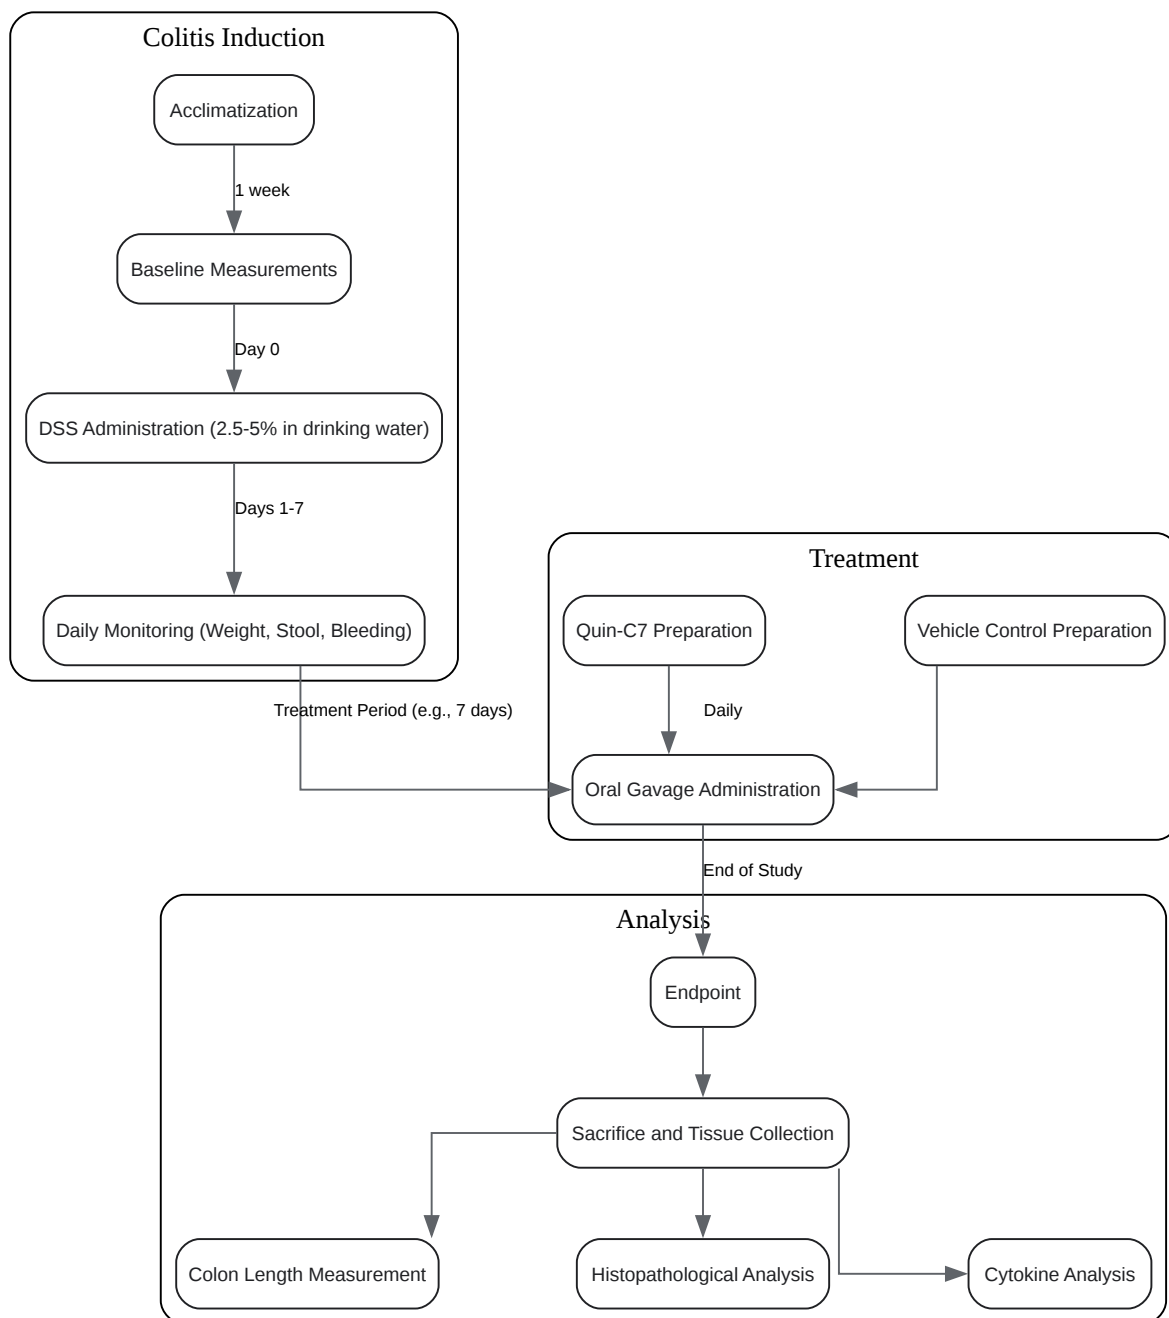 Colitis Induction
Acclimatization
1 week
Baseline Measurements
Day 0
DSS Administration (2.5-5% in drinking water)
Days 1-7
Daily Monitoring (Weight, Stool, Bleeding)
Treatment Period (e.g., 7 days)
Treatment
Quin-C7 Preparation
Vehicle Control Preparation
Daily
Oral Gavage Administration
End of Study
Analysis
Endpoint
Sacrifice and Tissue Collection
Colon Length Measurement
Histopathological Analysis
Cytokine Analysis